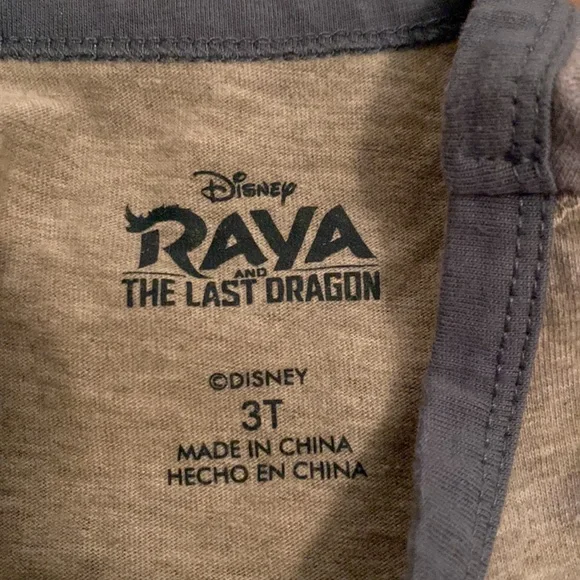 Disney
RAYA
AND
THE LAST DRAGON
©DISNEY
3T
MADE IN CHINA
HECHO EN CHINA